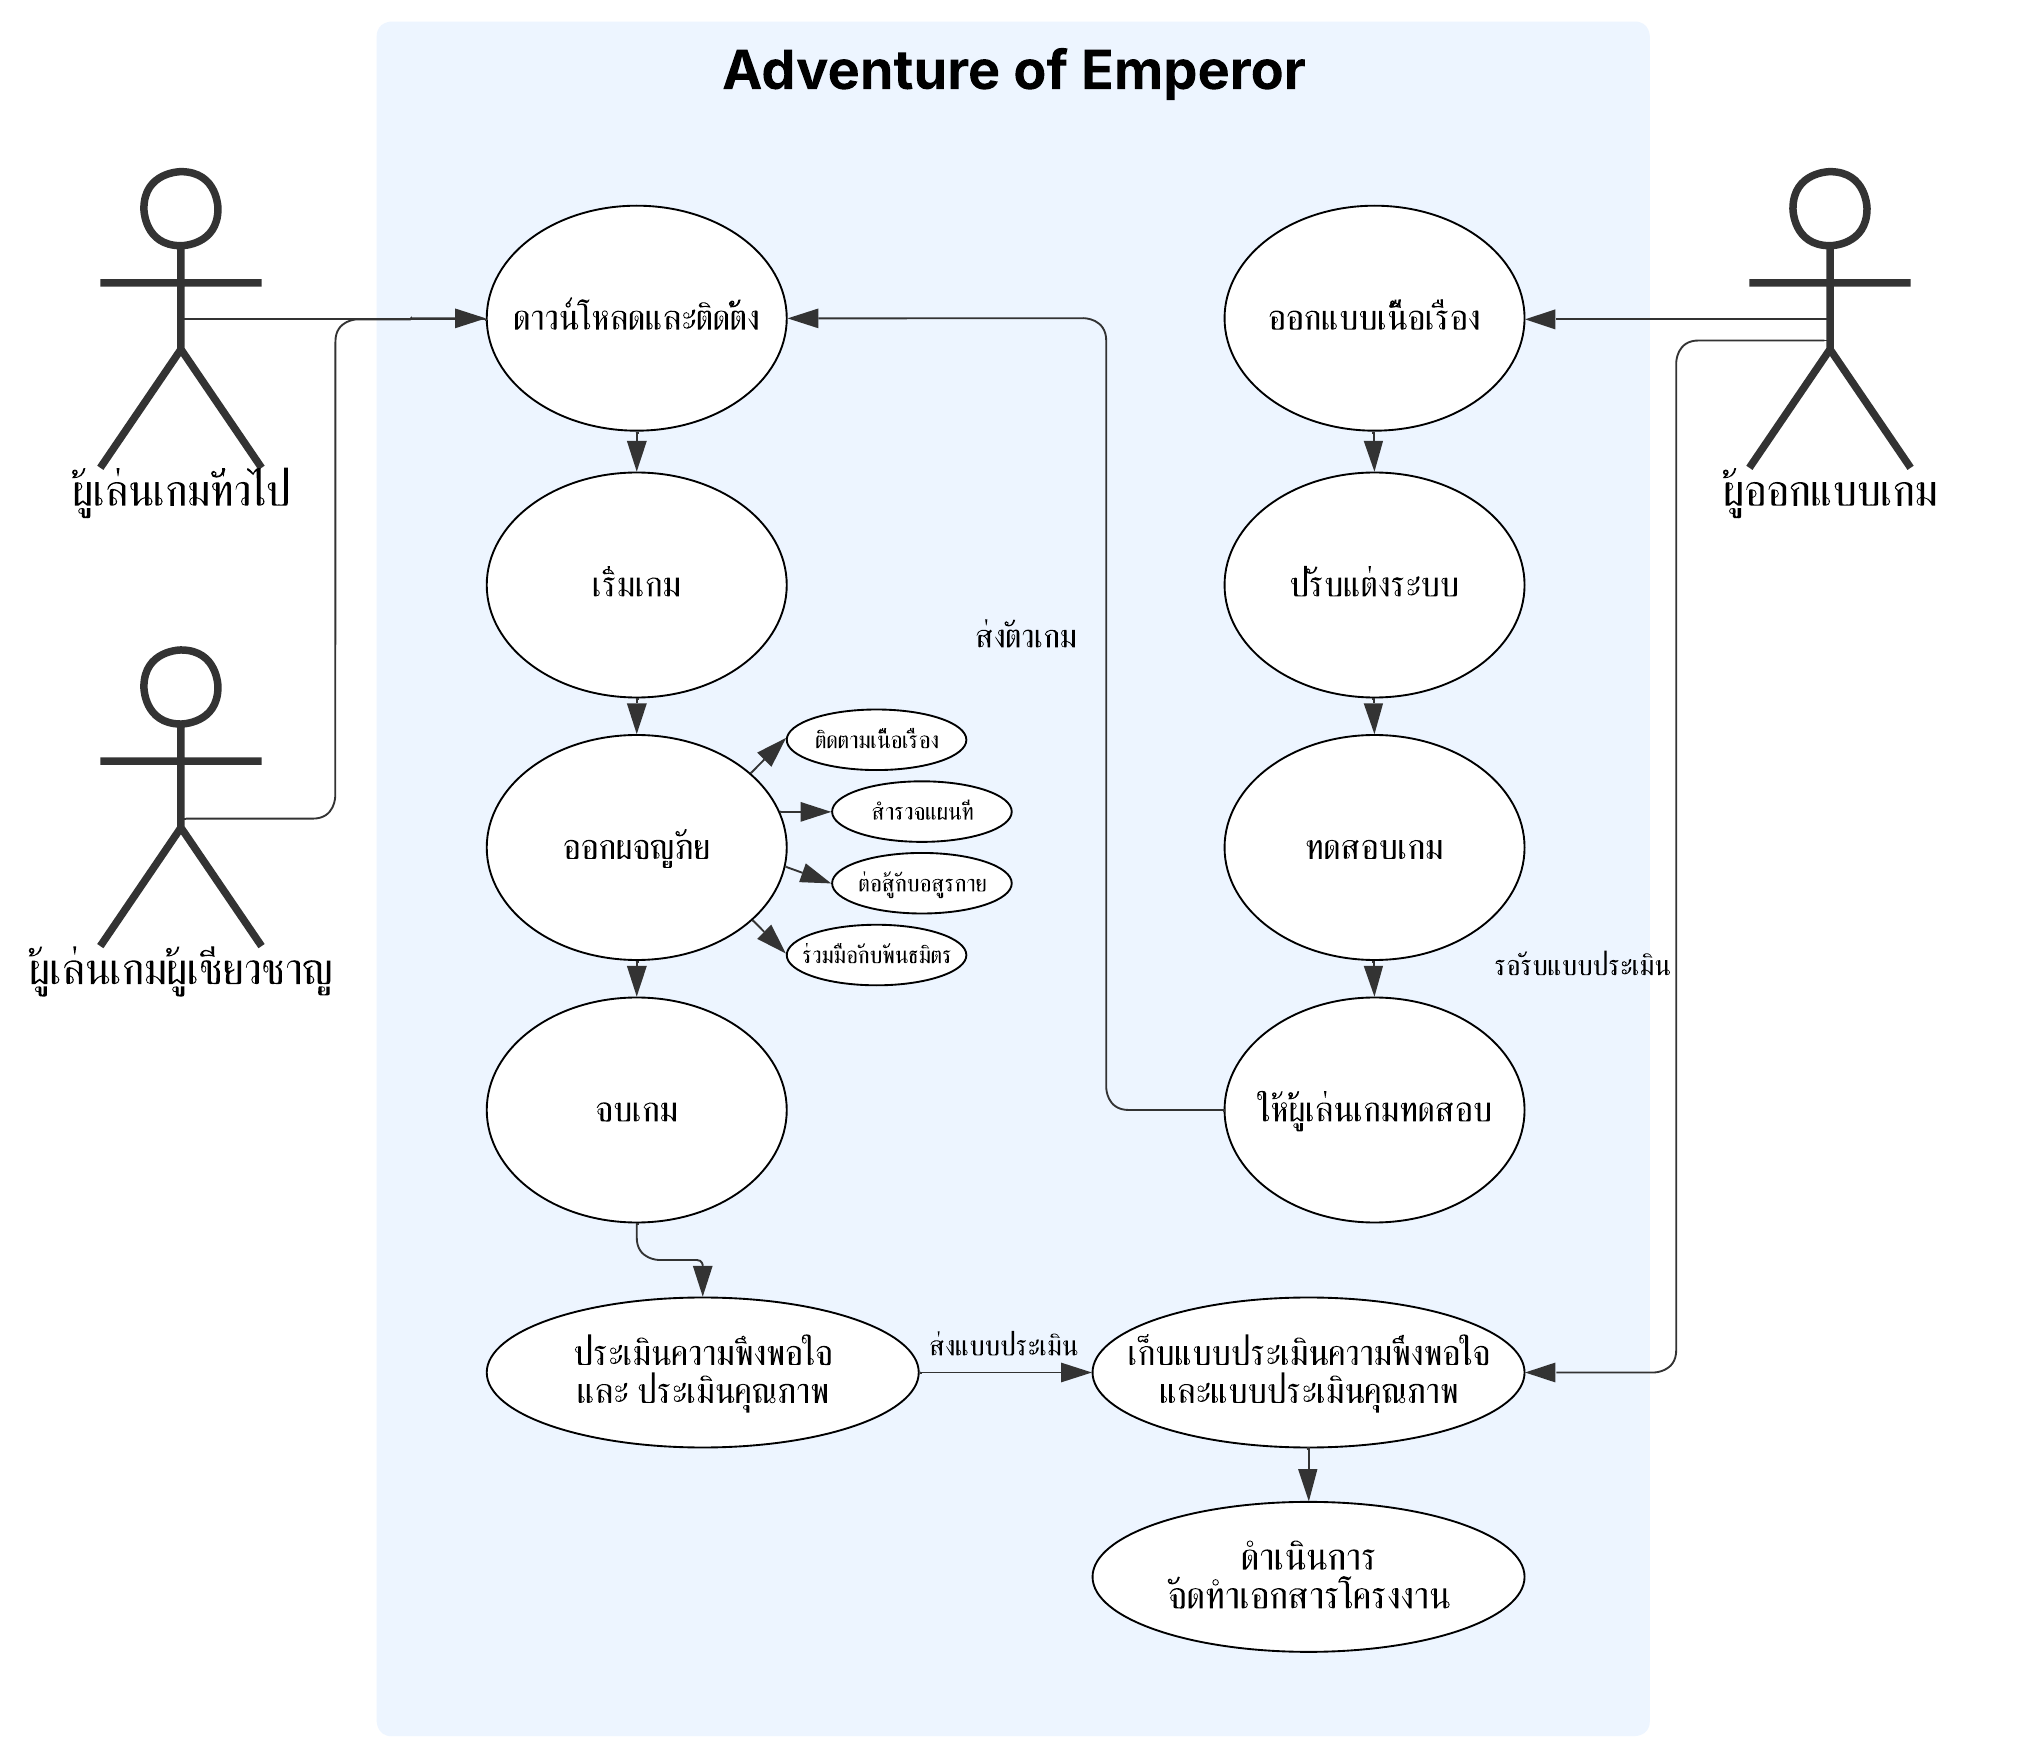 Adventure of Emperor
ผู้เล่นเกมทั่วไป
ผู้เล่นเกมผู้เชี่ยวชาญ
ผู้ออกแบบเกม
ดาวน์โหลดและติดตั้ง
เริ่มเกม
ออกผจญภัย
ติดตามเนื้อเรื่อง
สำรวจแผนที่
ต่อสู้กับอสูรกาย
ร่วมมือกับพันธมิตร
จบเกม
ประเมินความพึงพอใจ
และ ประเมินคุณภาพ
ส่งแบบประเมิน
ส่งตัวเกม
ออกแบบเนื้อเรื่อง
ปรับแต่งระบบ
ทดสอบเกม
ให้ผู้เล่นเกมทดสอบ
รอรับแบบประเมิน
เก็บแบบประเมินความพึงพอใจ
และแบบประเมินคุณภาพ
ดำเนินการ
จัดทำเอกสารโครงงาน